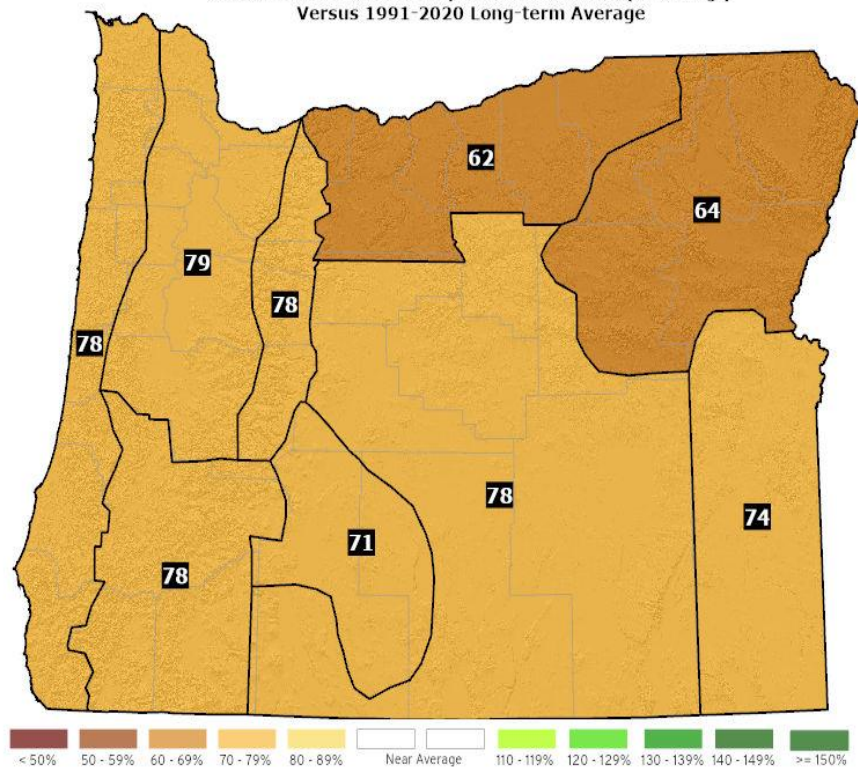 Versus 1991-2020 Long-term Average
62
64
79
78
78
78
74
71
78
< 50%
50 - 59%
60 - 69%
70 - 79%
80 - 89%
Near Average
110 - 119%
120 - 129%
130 - 139%
140 - 149%
>= 150%